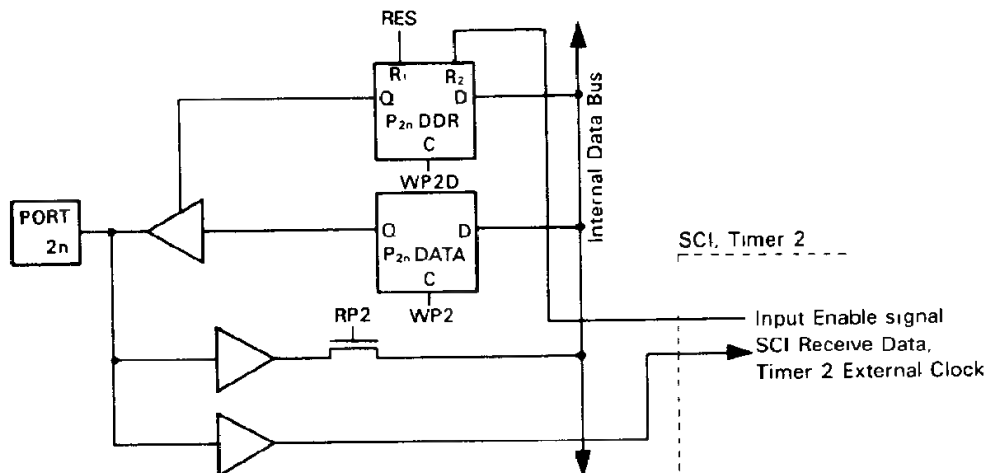 RES
R₁ R₂
Q D
P₂ₙ DDR
C
WP2D
Internal Data Bus
PORT
2n
Q D
P₂ₙ DATA
C
WP2
SCI, Timer 2
RP2
Input Enable signal
SCI Receive Data,
Timer 2 External Clock